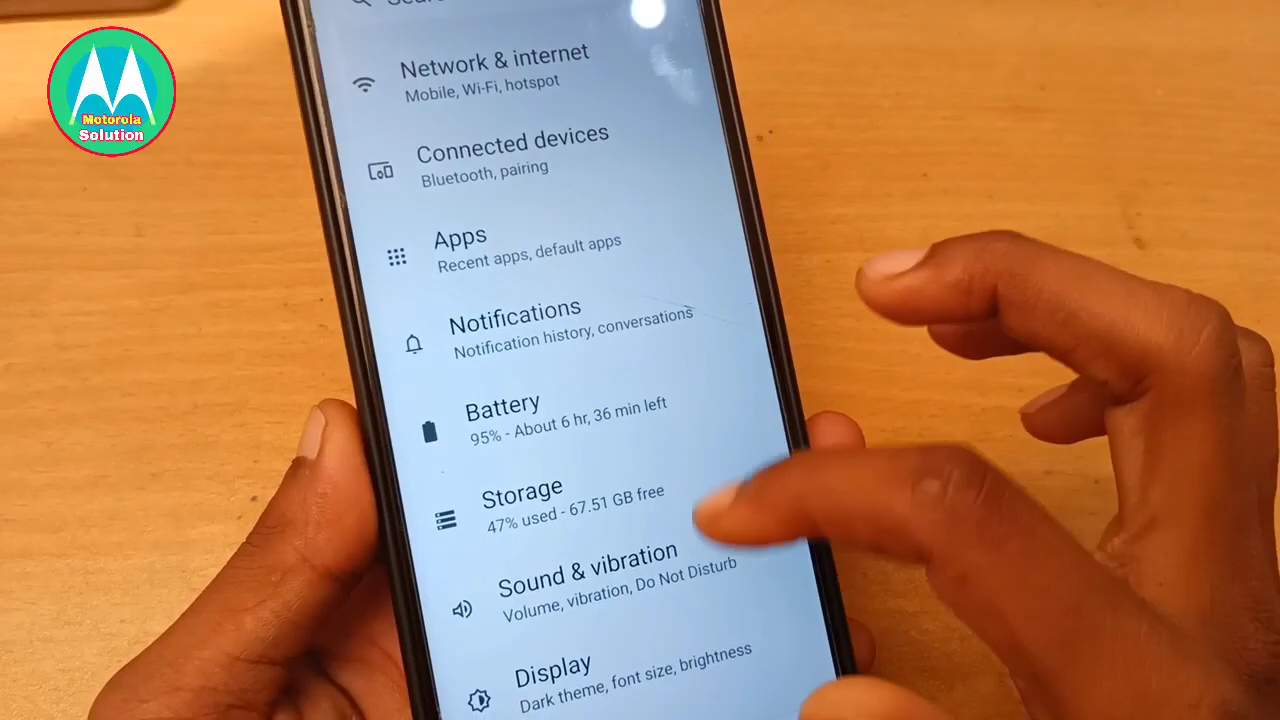 Motorola
Solution
Network & internet
Mobile, Wi-Fi, hotspot
Connected devices
Bluetooth, pairing
Apps
Recent apps, default apps
Notifications
Notification history, conversations
Battery
95% - About 6 hr, 36 min left
Storage
47% used - 67.51 GB free
Sound & vibration
Volume, vibration, Do Not Disturb
Display
Dark theme, font size, brightness